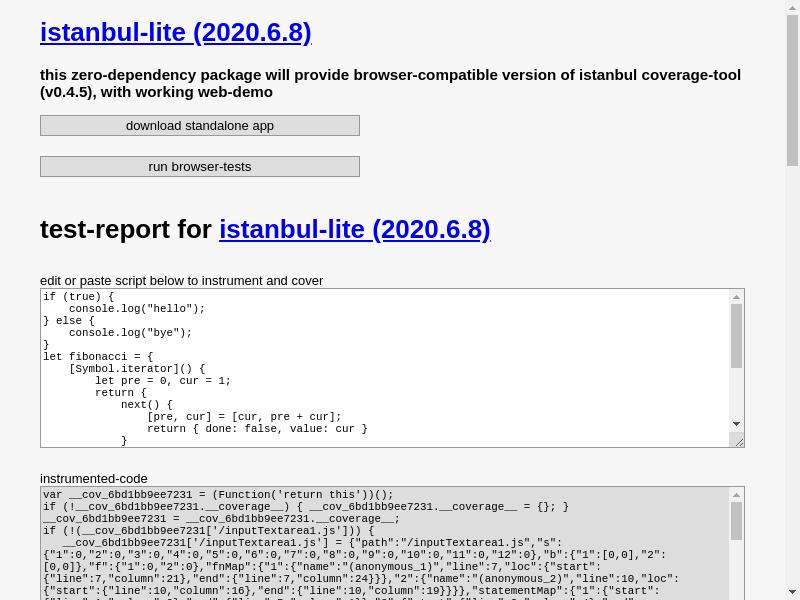 istanbul-lite (2020.6.8)
this zero-dependency package will provide browser-compatible version of istanbul coverage-tool
(v0.4.5), with working web-demo
download standalone app
run browser-tests
test-report for istanbul-lite (2020.6.8)
edit or paste script below to instrument and cover
if (true) {
    console.log("hello");
} else {
    console.log("bye");
}
let fibonacci = {
    [Symbol.iterator]() {
        let pre = 0, cur = 1;
        return {
            next() {
                [pre, cur] = [cur, pre + cur];
                return { done: false, value: cur }
            }
instrumented-code
var __cov_6bd1bb9ee7231 = (Function('return this'))();
if (!__cov_6bd1bb9ee7231.__coverage__) { __cov_6bd1bb9ee7231.__coverage__ = {}; }
__cov_6bd1bb9ee7231 = __cov_6bd1bb9ee7231.__coverage__;
if (!(__cov_6bd1bb9ee7231['/inputTextarea1.js'])) {
   __cov_6bd1bb9ee7231['/inputTextarea1.js'] = {"path":"/inputTextarea1.js","s":
{"1":0,"2":0,"3":0,"4":0,"5":0,"6":0,"7":0,"8":0,"9":0,"10":0,"11":0,"12":0},"b":{"1":[0,0],"2":
[0,0]},"f":{"1":0,"2":0},"fnMap":{"1":{"name":"(anonymous_1)","line":7,"loc":{"start":
{"line":7,"column":21},"end":{"line":7,"column":24}}},"2":{"name":"(anonymous_2)","line":10,"loc":
{"start":{"line":10,"column":16},"end":{"line":10,"column":19}}}},"statementMap":{"1":{"start":